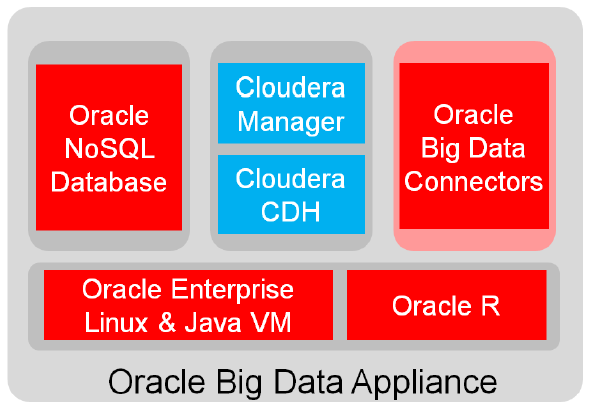 Oracle
NoSQL
Database
Cloudera
Manager
Cloudera
CDH
Oracle
Big Data
Connectors
Oracle Enterprise
Linux & Java VM
Oracle R
Oracle Big Data Appliance